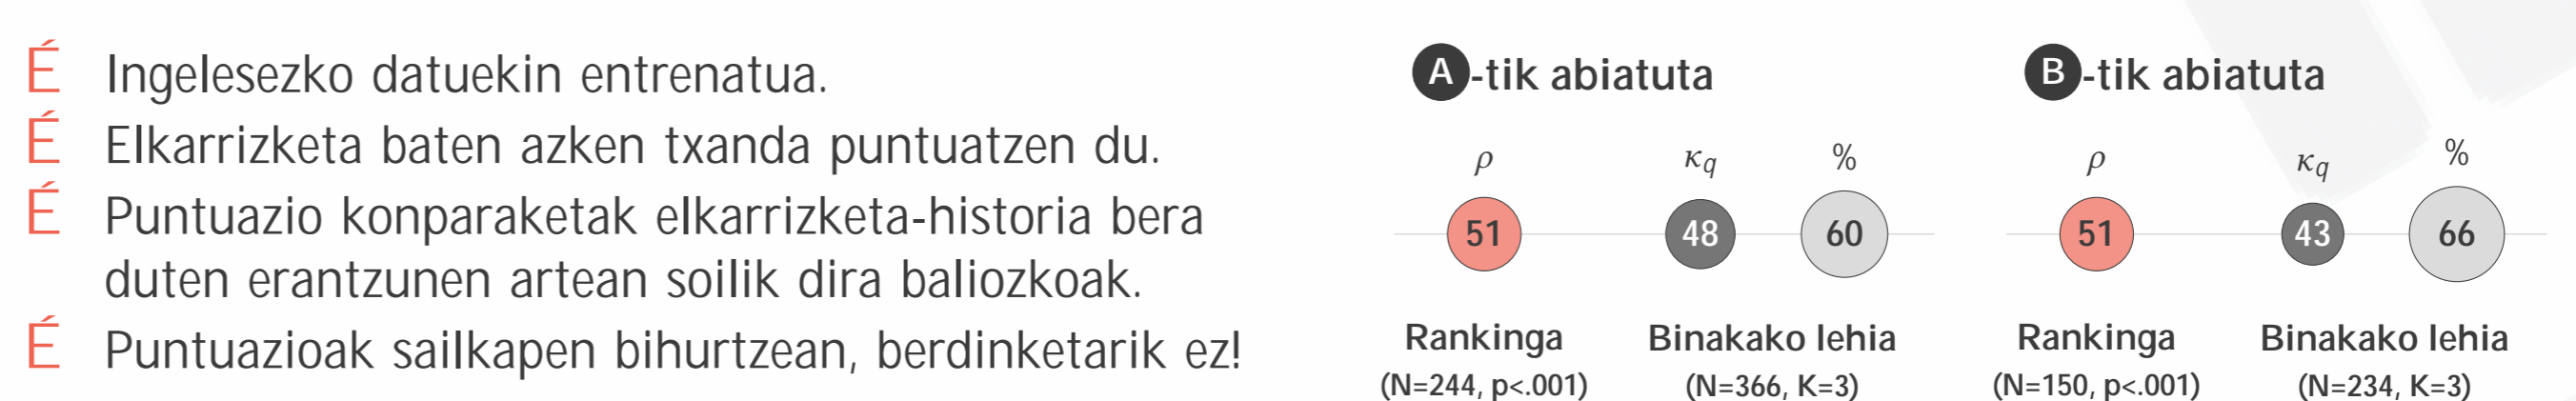 É Ingelesezko datuekin entrenatua.
É Elkarrizketa baten azken txanda puntuatzen du.
É Puntuazio konparaketak elkarrizketa-historia bera
duten erantzunen artean soilik dira baliozkoak.
É Puntuazioak sailkapen bihurtzean, berdinketarik ez!
A-tik abiatuta
ρ κq %
51 48 60
Rankinga Binakako lehia
(N=244, p<.001) (N=366, K=3)
B-tik abiatuta
ρ κq %
51 43 66
Rankinga Binakako lehia
(N=150, p<.001) (N=234, K=3)